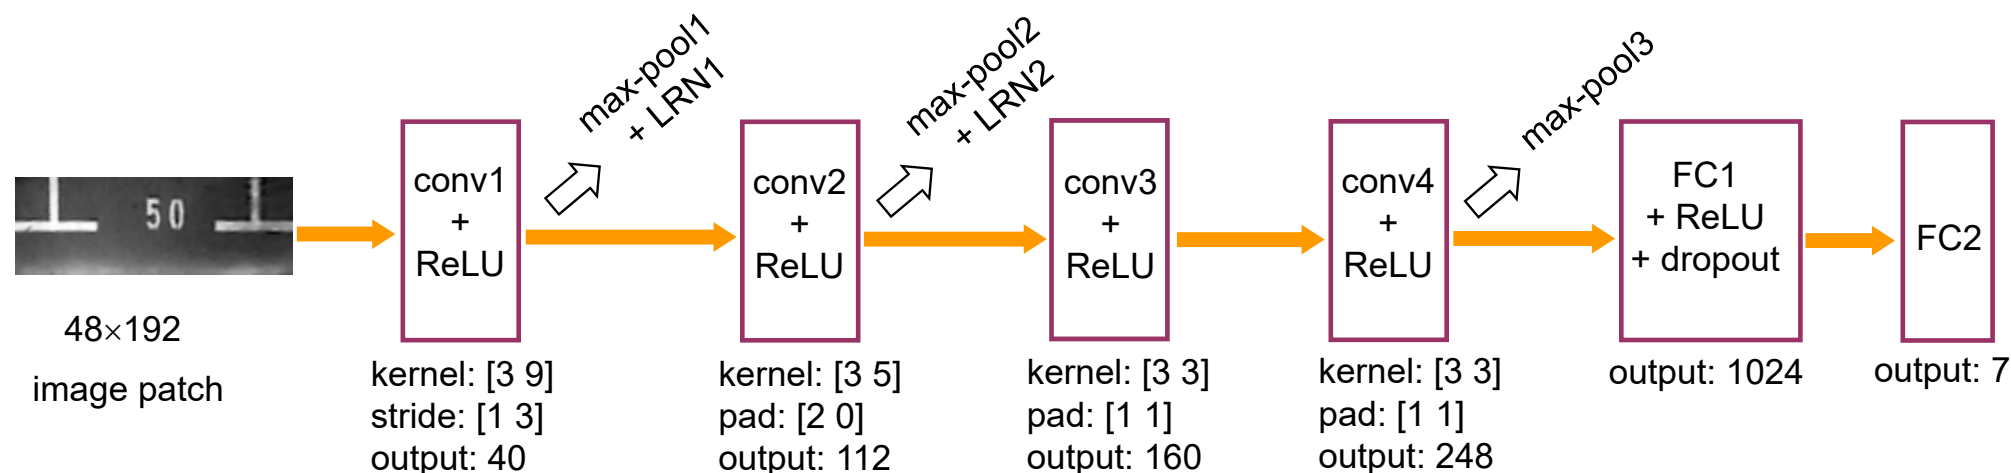 50
48×192
image patch
conv1
+
ReLU
kernel: [3 9]
stride: [1 3]
output: 40
max-pool1
+ LRN1
conv2
+
ReLU
kernel: [3 5]
pad: [2 0]
output: 112
max-pool2
+ LRN2
conv3
+
ReLU
kernel: [3 3]
pad: [1 1]
output: 160
conv4
+
ReLU
kernel: [3 3]
pad: [1 1]
output: 248
max-pool3
FC1
+ ReLU
+ dropout
output: 1024
FC2
output: 7